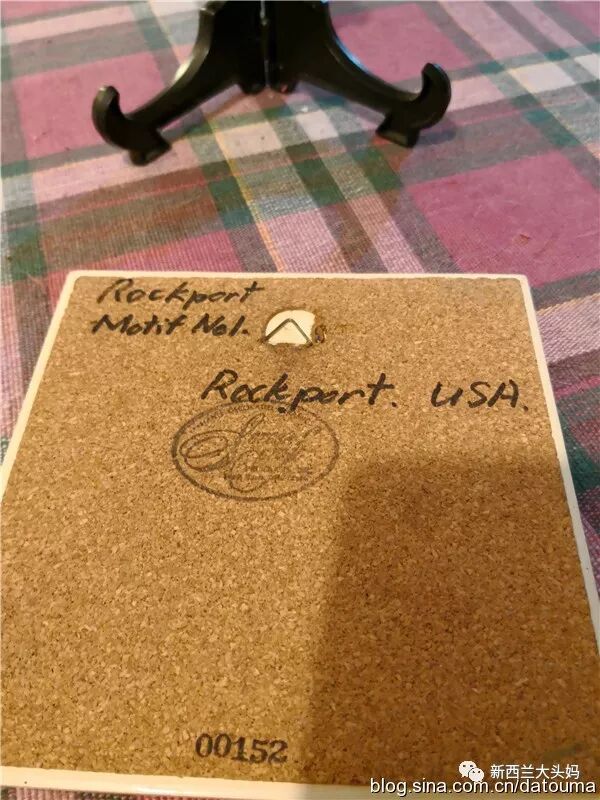 Rockport
Motif No1.
Rockport. USA.
00152
新西兰大头妈
blog.sina.com.cn/datouma